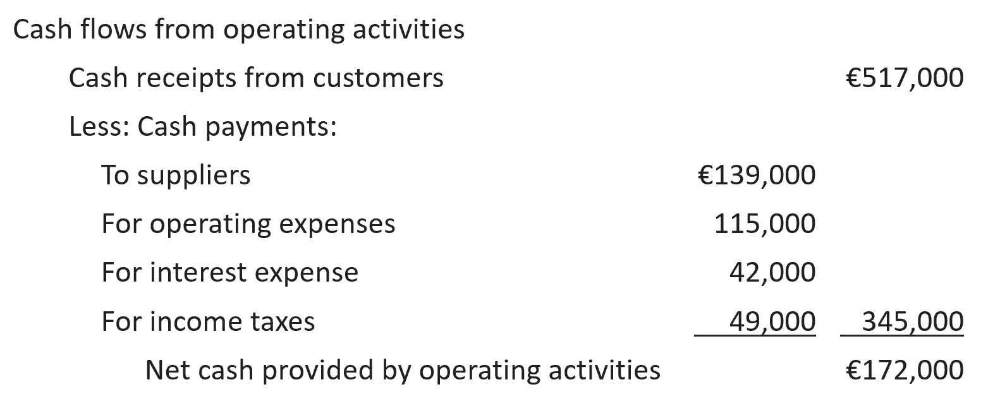 Cash flows from operating activities
Cash receipts from customers €517,000
Less: Cash payments:
To suppliers €139,000
For operating expenses 115,000
For interest expense 42,000
For income taxes 49,000 345,000
Net cash provided by operating activities €172,000